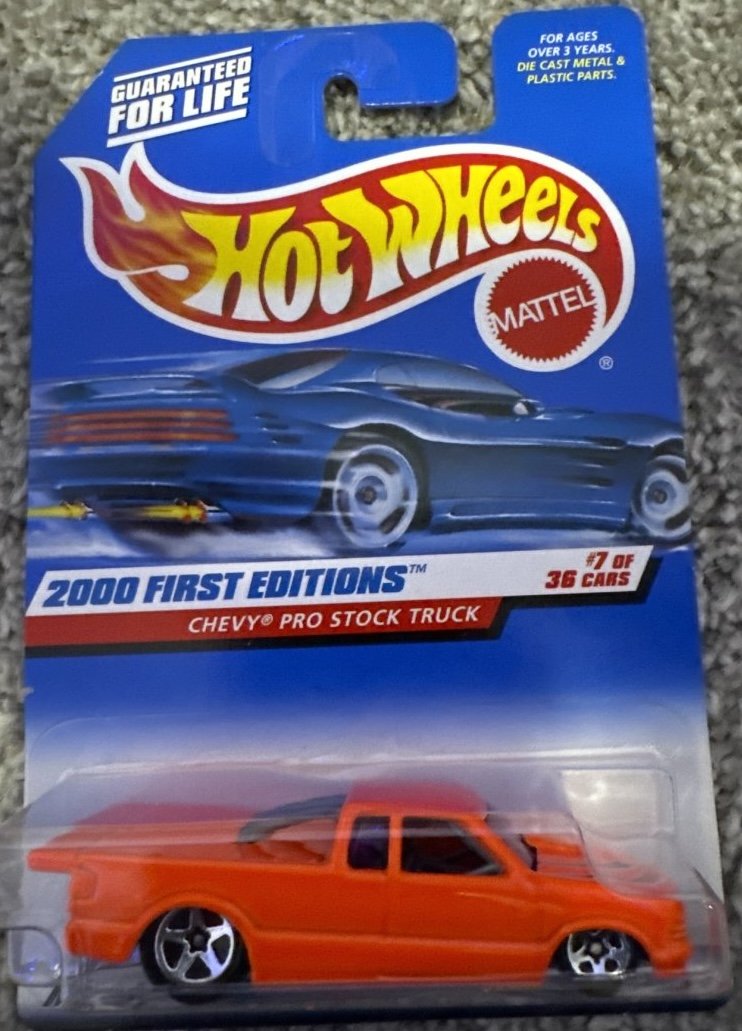 GUARANTEED
FOR LIFE
FOR AGES
OVER 3 YEARS.
DIE CAST METAL &
PLASTIC PARTS.
HOT WHEELS
MATTEL
®
2000 FIRST EDITIONS™
#7 OF
36 CARS
CHEVY® PRO STOCK TRUCK